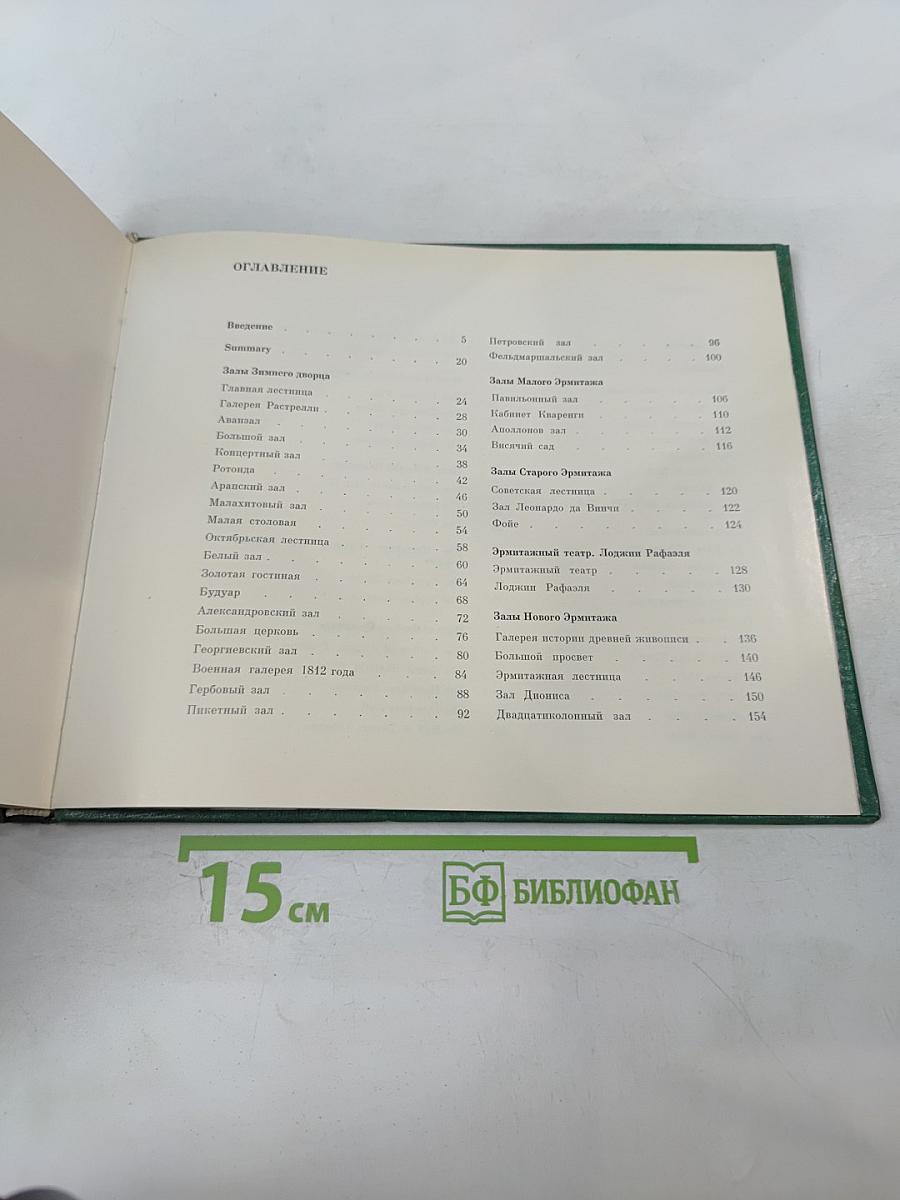 ОГЛАВЛЕНИЕ
Введение . . . . . . 5
Summary . . . . . . 20
Залы Зимнего дворца
Главная лестница . . . . . 24
Галерея Растрелли . . . . . 28
Аванзал . . . . . . 30
Большой зал . . . . . . 34
Концертный зал . . . . . 38
Ротонда . . . . . . 42
Арапский зал . . . . . . 46
Малахитовый зал . . . . . 50
Малая столовая . . . . . 54
Октябрьская лестница . . . . 58
Белый зал . . . . . . 60
Золотая гостиная . . . . . 64
Будуар . . . . . . 68
Александровский зал . . . . 72
Большая церковь . . . . . 76
Георгиевский зал . . . . . 80
Военная галерея 1812 года . . . 84
Гербовый зал . . . . . . 88
Пикетный зал . . . . . . 92
Петровский зал . . . . . 96
Фельдмаршальский зал . . . . 100
Залы Малого Эрмитажа
Павильонный зал . . . . . 106
Кабинет Кваренги . . . . . 110
Аполлонов зал . . . . . 112
Висячий сад . . . . . . 116
Залы Старого Эрмитажа
Советская лестница . . . . . 120
Зал Леонардо да Винчи . . . . 122
Фойе . . . . . . . 124
Эрмитажный театр. Лоджии Рафаэля
Эрмитажный театр . . . . . 128
Лоджии Рафаэля . . . . . 130
Залы Нового Эрмитажа
Галерея истории древней живописи . . 136
Большой просвет . . . . . 140
Эрмитажная лестница . . . . 146
Зал Диониса . . . . . . 150
Двадцатиколонный зал . . . . 154
15 см
БФ БИБЛИОФАН